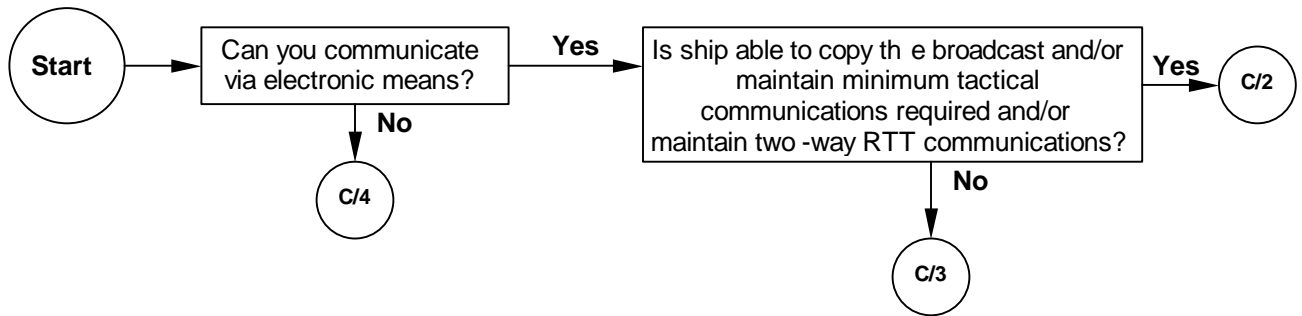 Start
Can you communicate
via electronic means?
Yes
No
C/4
Is ship able to copy th e broadcast and/or
maintain minimum tactical
communications required and/or
maintain two -way RTT communications?
Yes
C/2
No
C/3